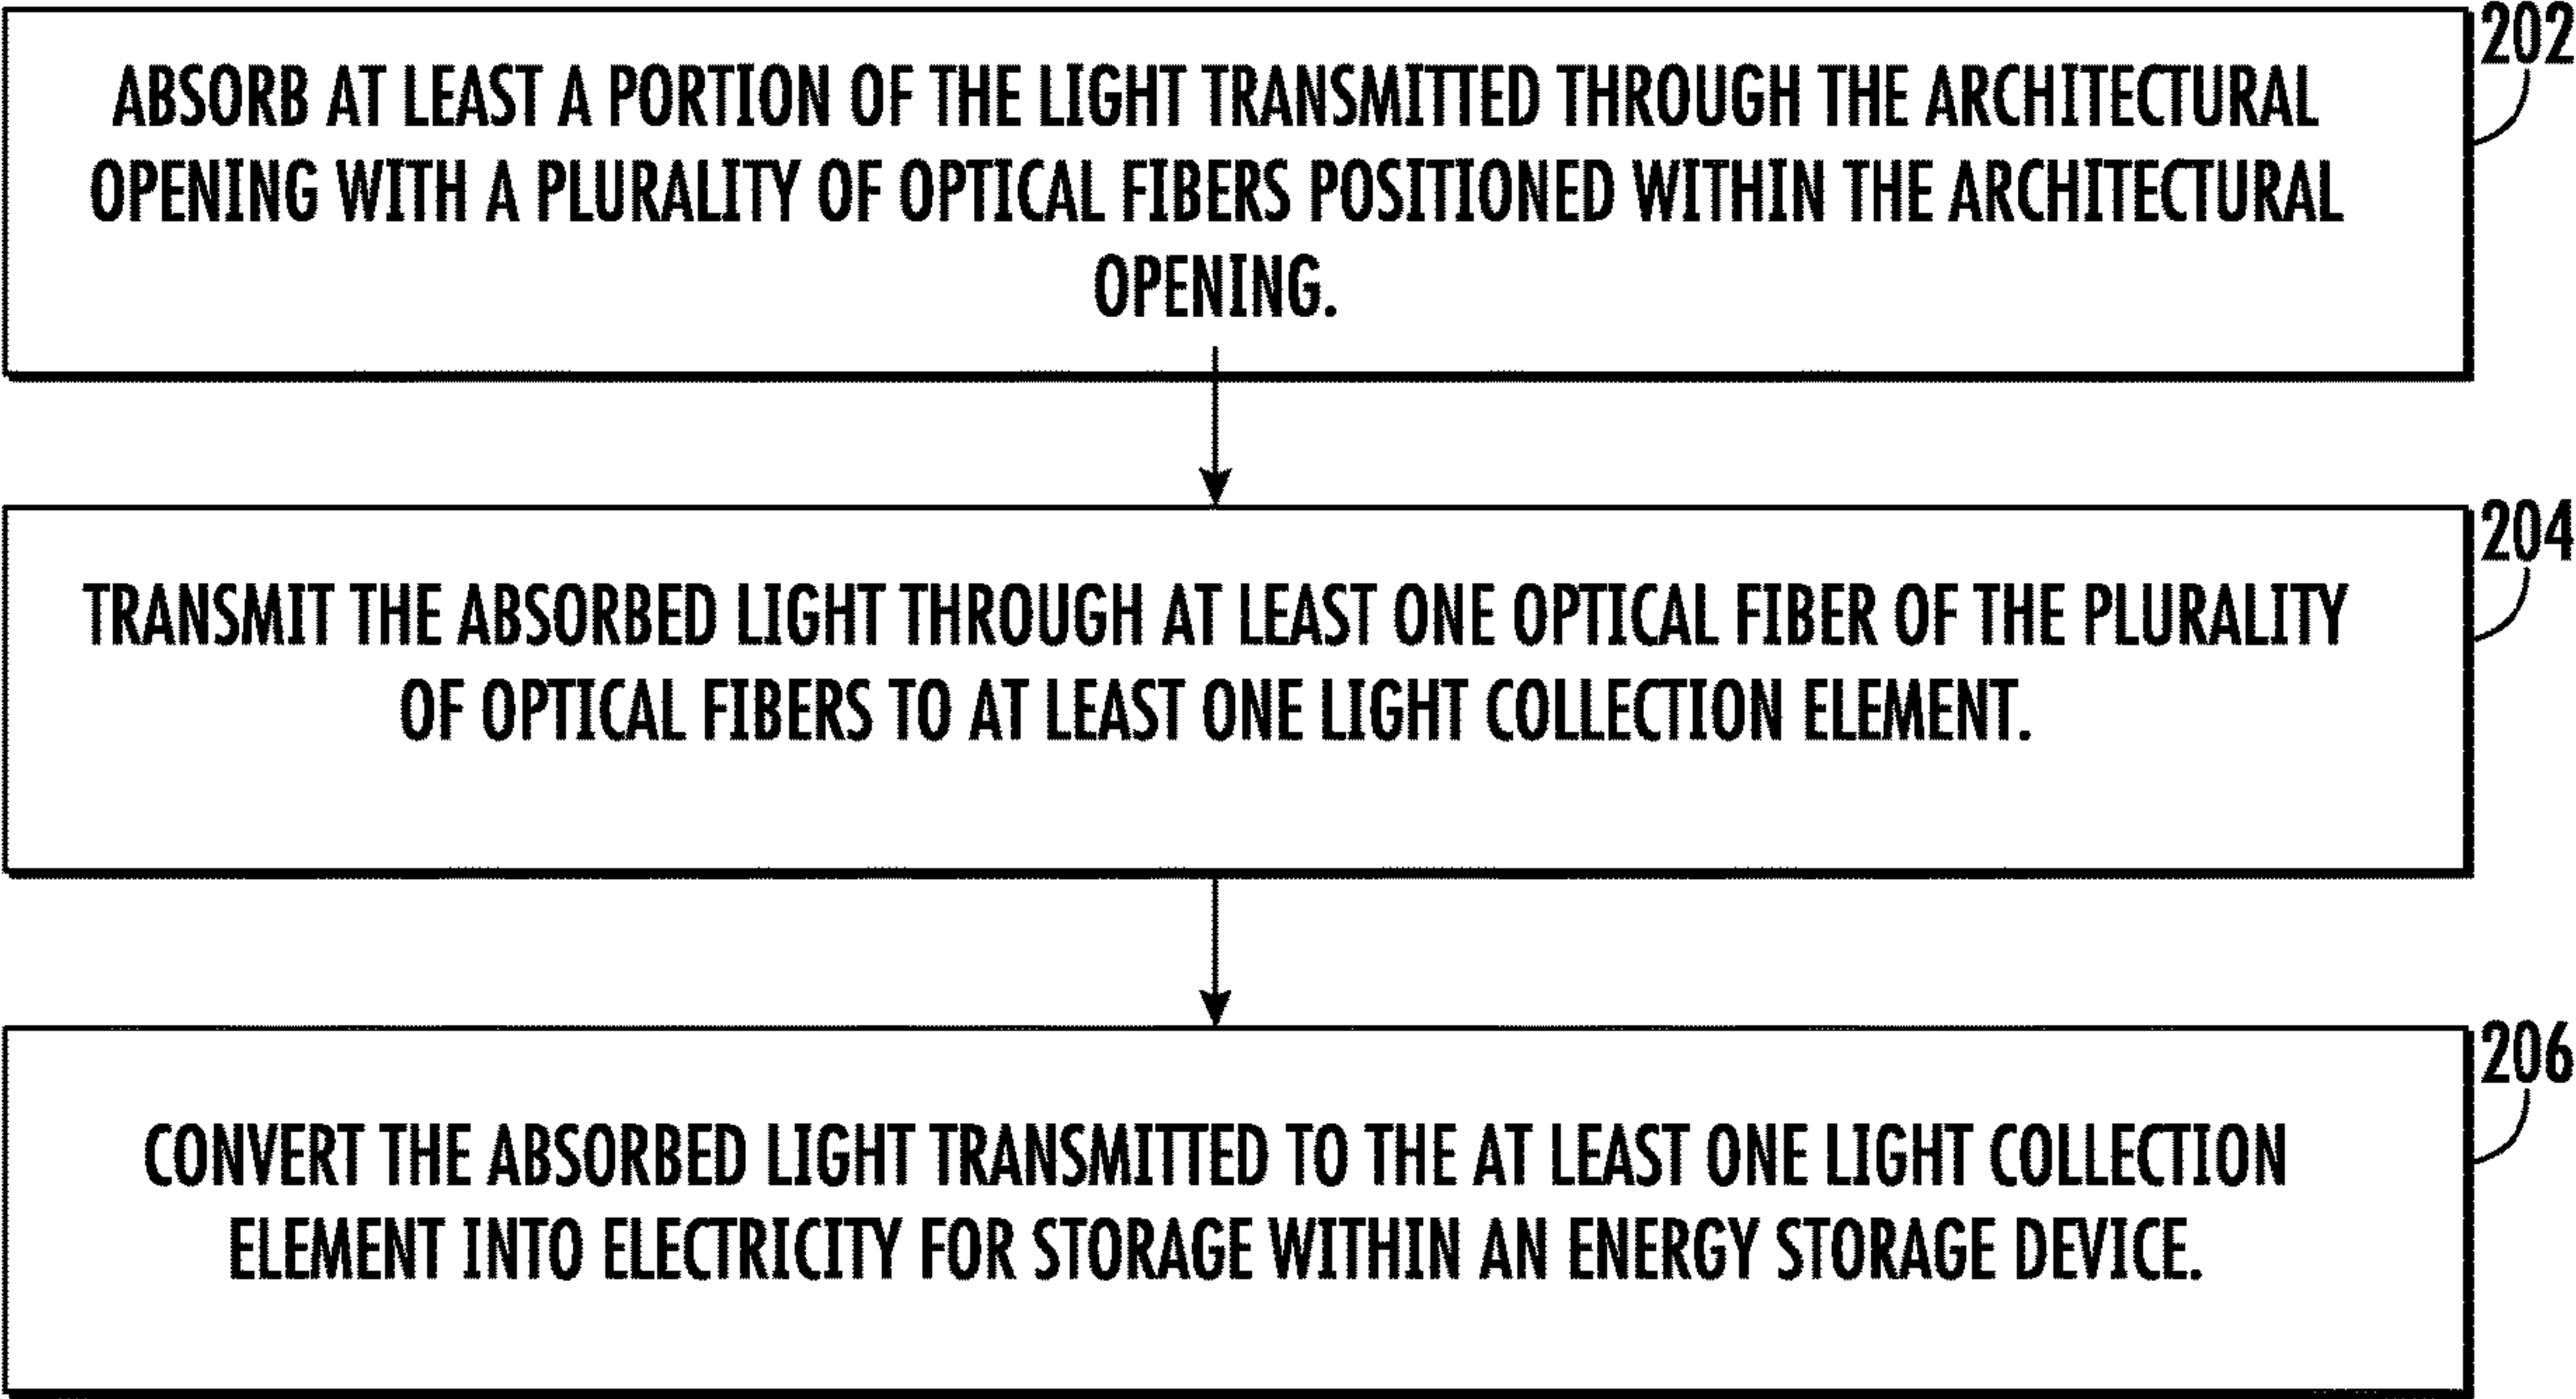 202
ABSORB AT LEAST A PORTION OF THE LIGHT TRANSMITTED THROUGH THE ARCHITECTURAL
OPENING WITH A PLURALITY OF OPTICAL FIBERS POSITIONED WITHIN THE ARCHITECTURAL
OPENING.
204
TRANSMIT THE ABSORBED LIGHT THROUGH AT LEAST ONE OPTICAL FIBER OF THE PLURALITY
OF OPTICAL FIBERS TO AT LEAST ONE LIGHT COLLECTION ELEMENT.
206
CONVERT THE ABSORBED LIGHT TRANSMITTED TO THE AT LEAST ONE LIGHT COLLECTION
ELEMENT INTO ELECTRICITY FOR STORAGE WITHIN AN ENERGY STORAGE DEVICE.